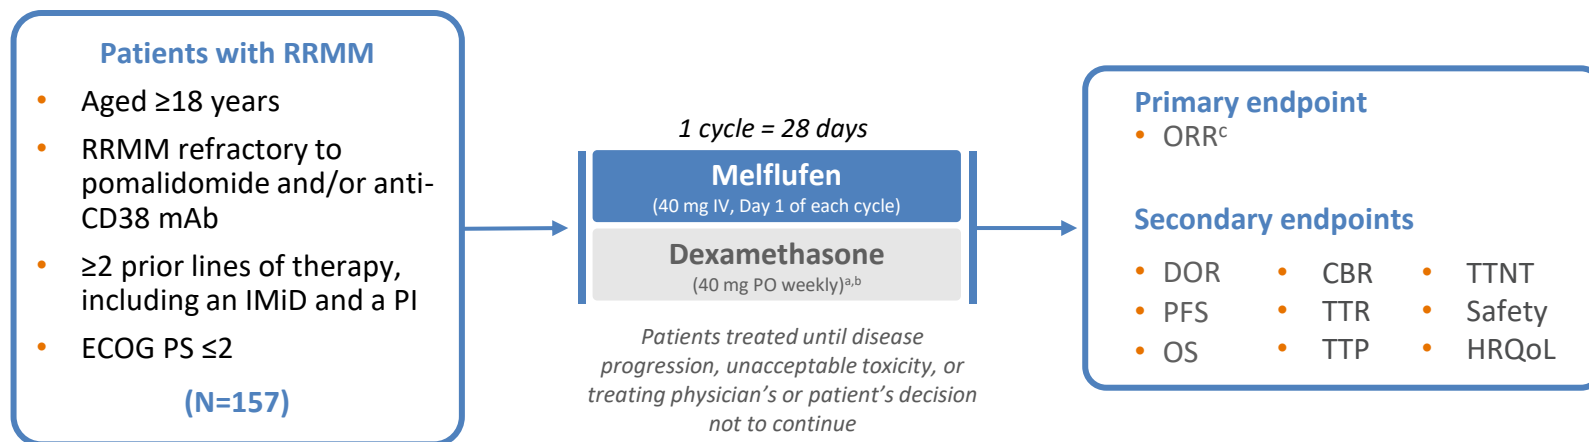 Patients with RRMM
• Aged ≥18 years
• RRMM refractory to
pomalidomide and/or anti-
CD38 mAb
• ≥2 prior lines of therapy,
including an IMiD and a PI
• ECOG PS ≤2
(N=157)
1 cycle = 28 days
Melflufen
(40 mg IV, Day 1 of each cycle)
Dexamethasone
(40 mg PO weekly)ᵃ,ᵇ
Patients treated until disease
progression, unacceptable toxicity, or
treating physician’s or patient’s decision
not to continue
Primary endpoint
• ORRᶜ
Secondary endpoints
• DOR
• PFS
• OS
• CBR
• TTR
• TTP
• TTNT
• Safety
• HRQoL